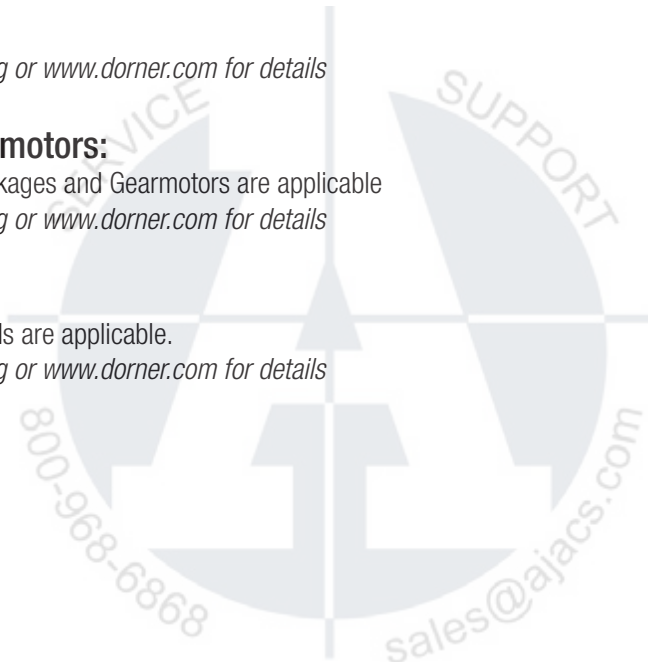 g or www.dorner.com for details
SERVICE
SUPPORT
motors:
kages and Gearmotors are applicable
g or www.dorner.com for details
ls are applicable.
g or www.dorner.com for details
800-968-6868
sales@ajacs.com